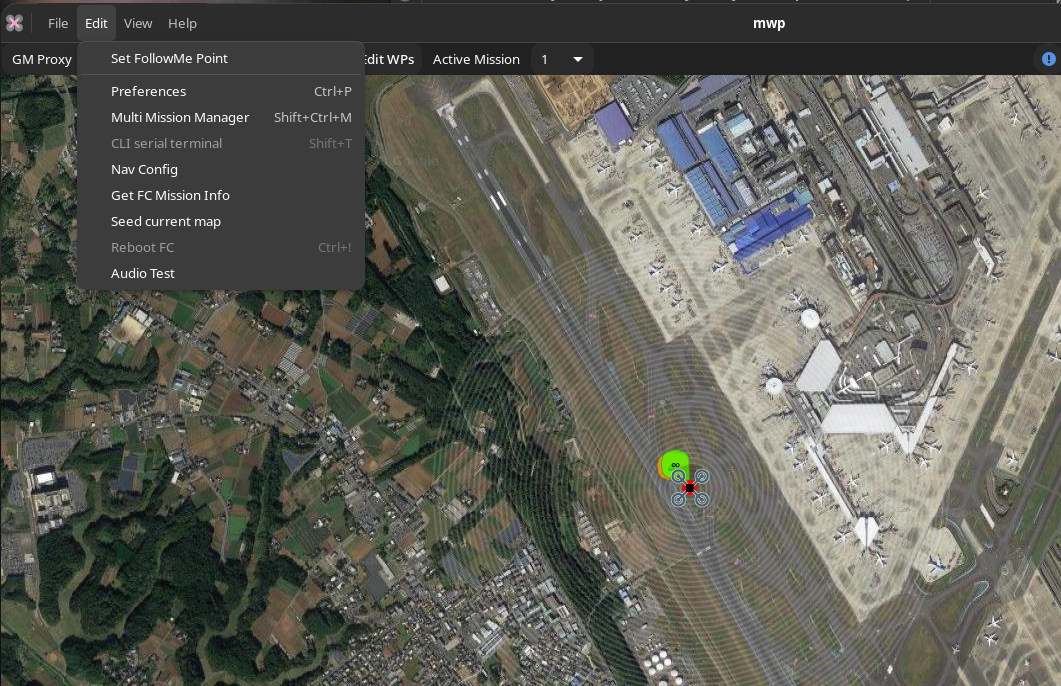 File Edit View Help mwp
GM Proxy Edit WPs Active Mission 1
Set FollowMe Point
Preferences Ctrl+P
Multi Mission Manager Shift+Ctrl+M
CLI serial terminal Shift+T
Nav Config
Get FC Mission Info
Seed current map
Reboot FC Ctrl+!
Audio Test
∞